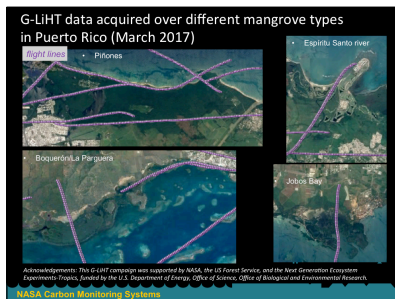 G-LiHT data acquired over different mangrove types
in Puerto Rico (March 2017)
flight lines
• Piñones
• Espíritu Santo river
• Boquerón/La Parguera
• Jobos Bay
Acknowledgements: This G-LiHT campaign was supported by NASA, the US Forest Service, and the Next Generation Ecosystem
Experiments-Tropics, funded by the U.S. Department of Energy, Office of Science, Office of Biological and Environmental Research.
NASA Carbon Monitoring Systems